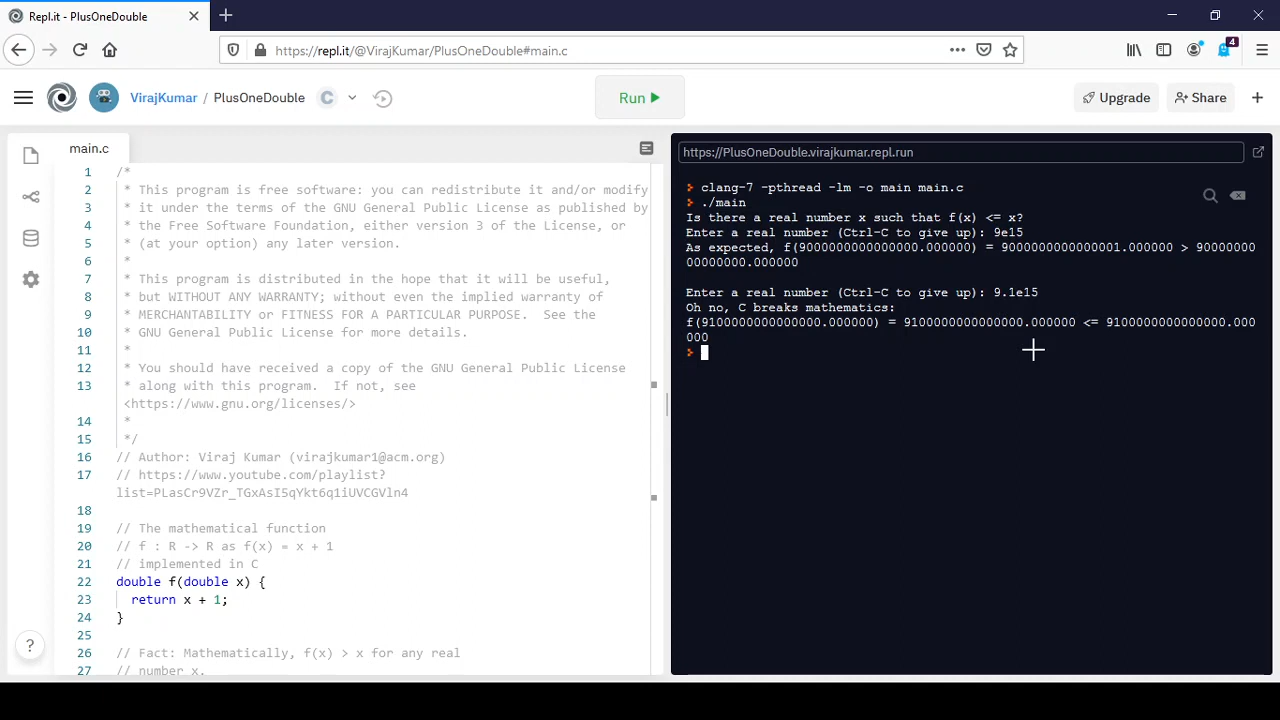 Repl.it - PlusOneDouble
https://repl.it/@VirajKumar/PlusOneDouble#main.c
4
VirajKumar / PlusOneDouble
C
Run
Upgrade
Share
main.c
1 /*
2 * This program is free software: you can redistribute it and/or modify
3 * it under the terms of the GNU General Public License as published by
4 * the Free Software Foundation, either version 3 of the License, or
5 * (at your option) any later version.
6 *
7 * This program is distributed in the hope that it will be useful,
8 * but WITHOUT ANY WARRANTY; without even the implied warranty of
9 * MERCHANTABILITY or FITNESS FOR A PARTICULAR PURPOSE.  See the
10 * GNU General Public License for more details.
11 *
12 * You should have received a copy of the GNU General Public License
13 * along with this program.  If not, see
<https://www.gnu.org/licenses/>
14 *
15 */
16 // Author: Viraj Kumar (virajkumar1@acm.org)
17 // https://www.youtube.com/playlist?
list=PLasCr9VZr_TGxAsI5qYkt6q1iUVCGVln4
18
19 // The mathematical function
20 // f : R -> R as f(x) = x + 1
21 // implemented in C
22 double f(double x) {
23 return x + 1;
24 }
25
26 // Fact: Mathematically, f(x) > x for any real
27 // number x.
?
https://PlusOneDouble.virajkumar.repl.run
clang-7 -pthread -lm -o main main.c
./main
Is there a real number x such that f(x) <= x?
Enter a real number (Ctrl-C to give up): 9e15
As expected, f(9000000000000000.000000) = 9000000000000001.000000 > 90000000
00000000.000000
Enter a real number (Ctrl-C to give up): 9.1e15
Oh no, C breaks mathematics:
f(9100000000000000.000000) = 9100000000000000.000000 <= 9100000000000000.000
000